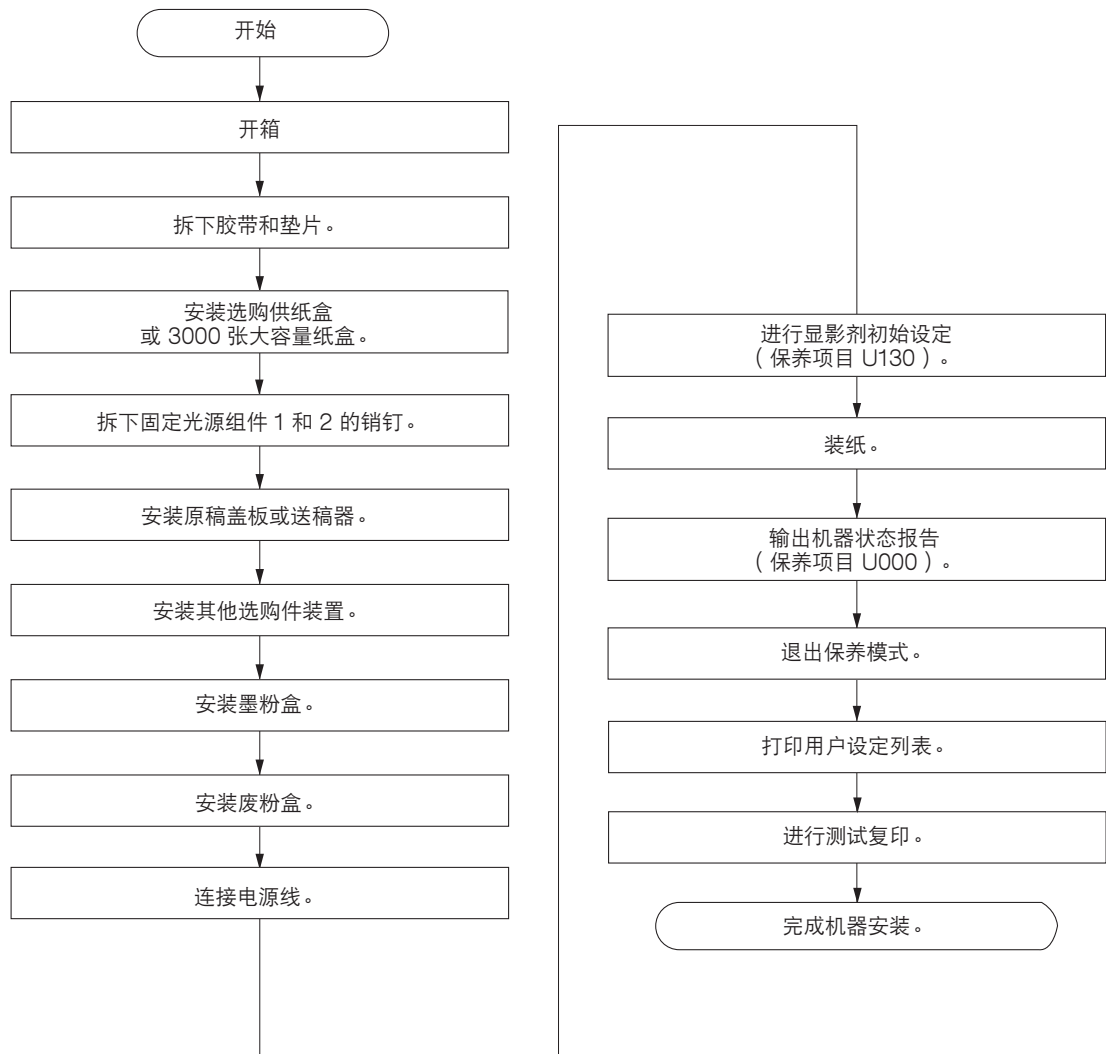 开始
开箱
拆下胶带和垫片。
安装选购供纸盒
或 3000 张大容量纸盒。
拆下固定光源组件 1 和 2 的销钉。
安装原稿盖板或送稿器。
安装其他选购件装置。
安装墨粉盒。
安装废粉盒。
连接电源线。
进行显影剂初始设定
（保养项目 U130）。
装纸。
输出机器状态报告
（保养项目 U000）。
退出保养模式。
打印用户设定列表。
进行测试复印。
完成机器安装。